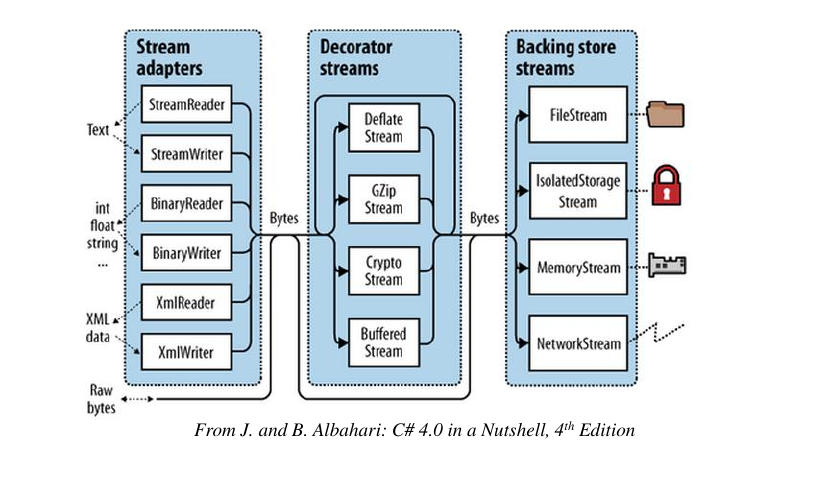 Stream
adapters
StreamReader
Text
StreamWriter
int
float
string
...
BinaryReader
BinaryWriter
XML
data
XmlReader
XmlWriter
Raw
bytes
Bytes
Decorator
streams
Deflate
Stream
GZip
Stream
Crypto
Stream
Buffered
Stream
Bytes
Backing store
streams
FileStream
IsolatedStorage
Stream
MemoryStream
NetworkStream
From J. and B. Albahari: C# 4.0 in a Nutshell, 4th Edition